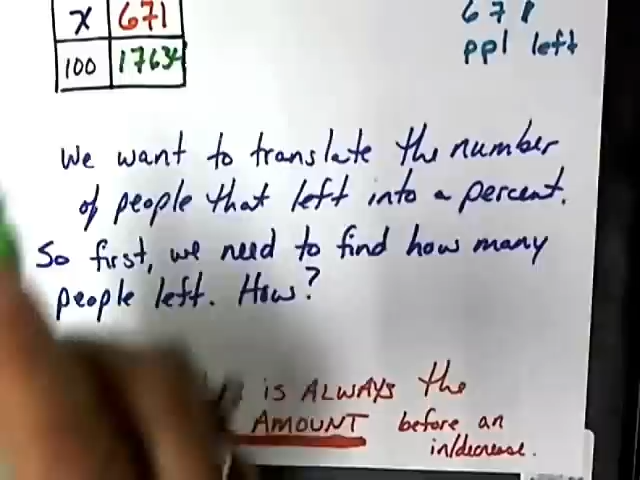 x 671
100 17634
671
ppl left
We want to translate the number
of people that left into a percent.
So first, we need to find how many
people left. How?
is ALWAYS the
AMOUNT before an
in/decrease.